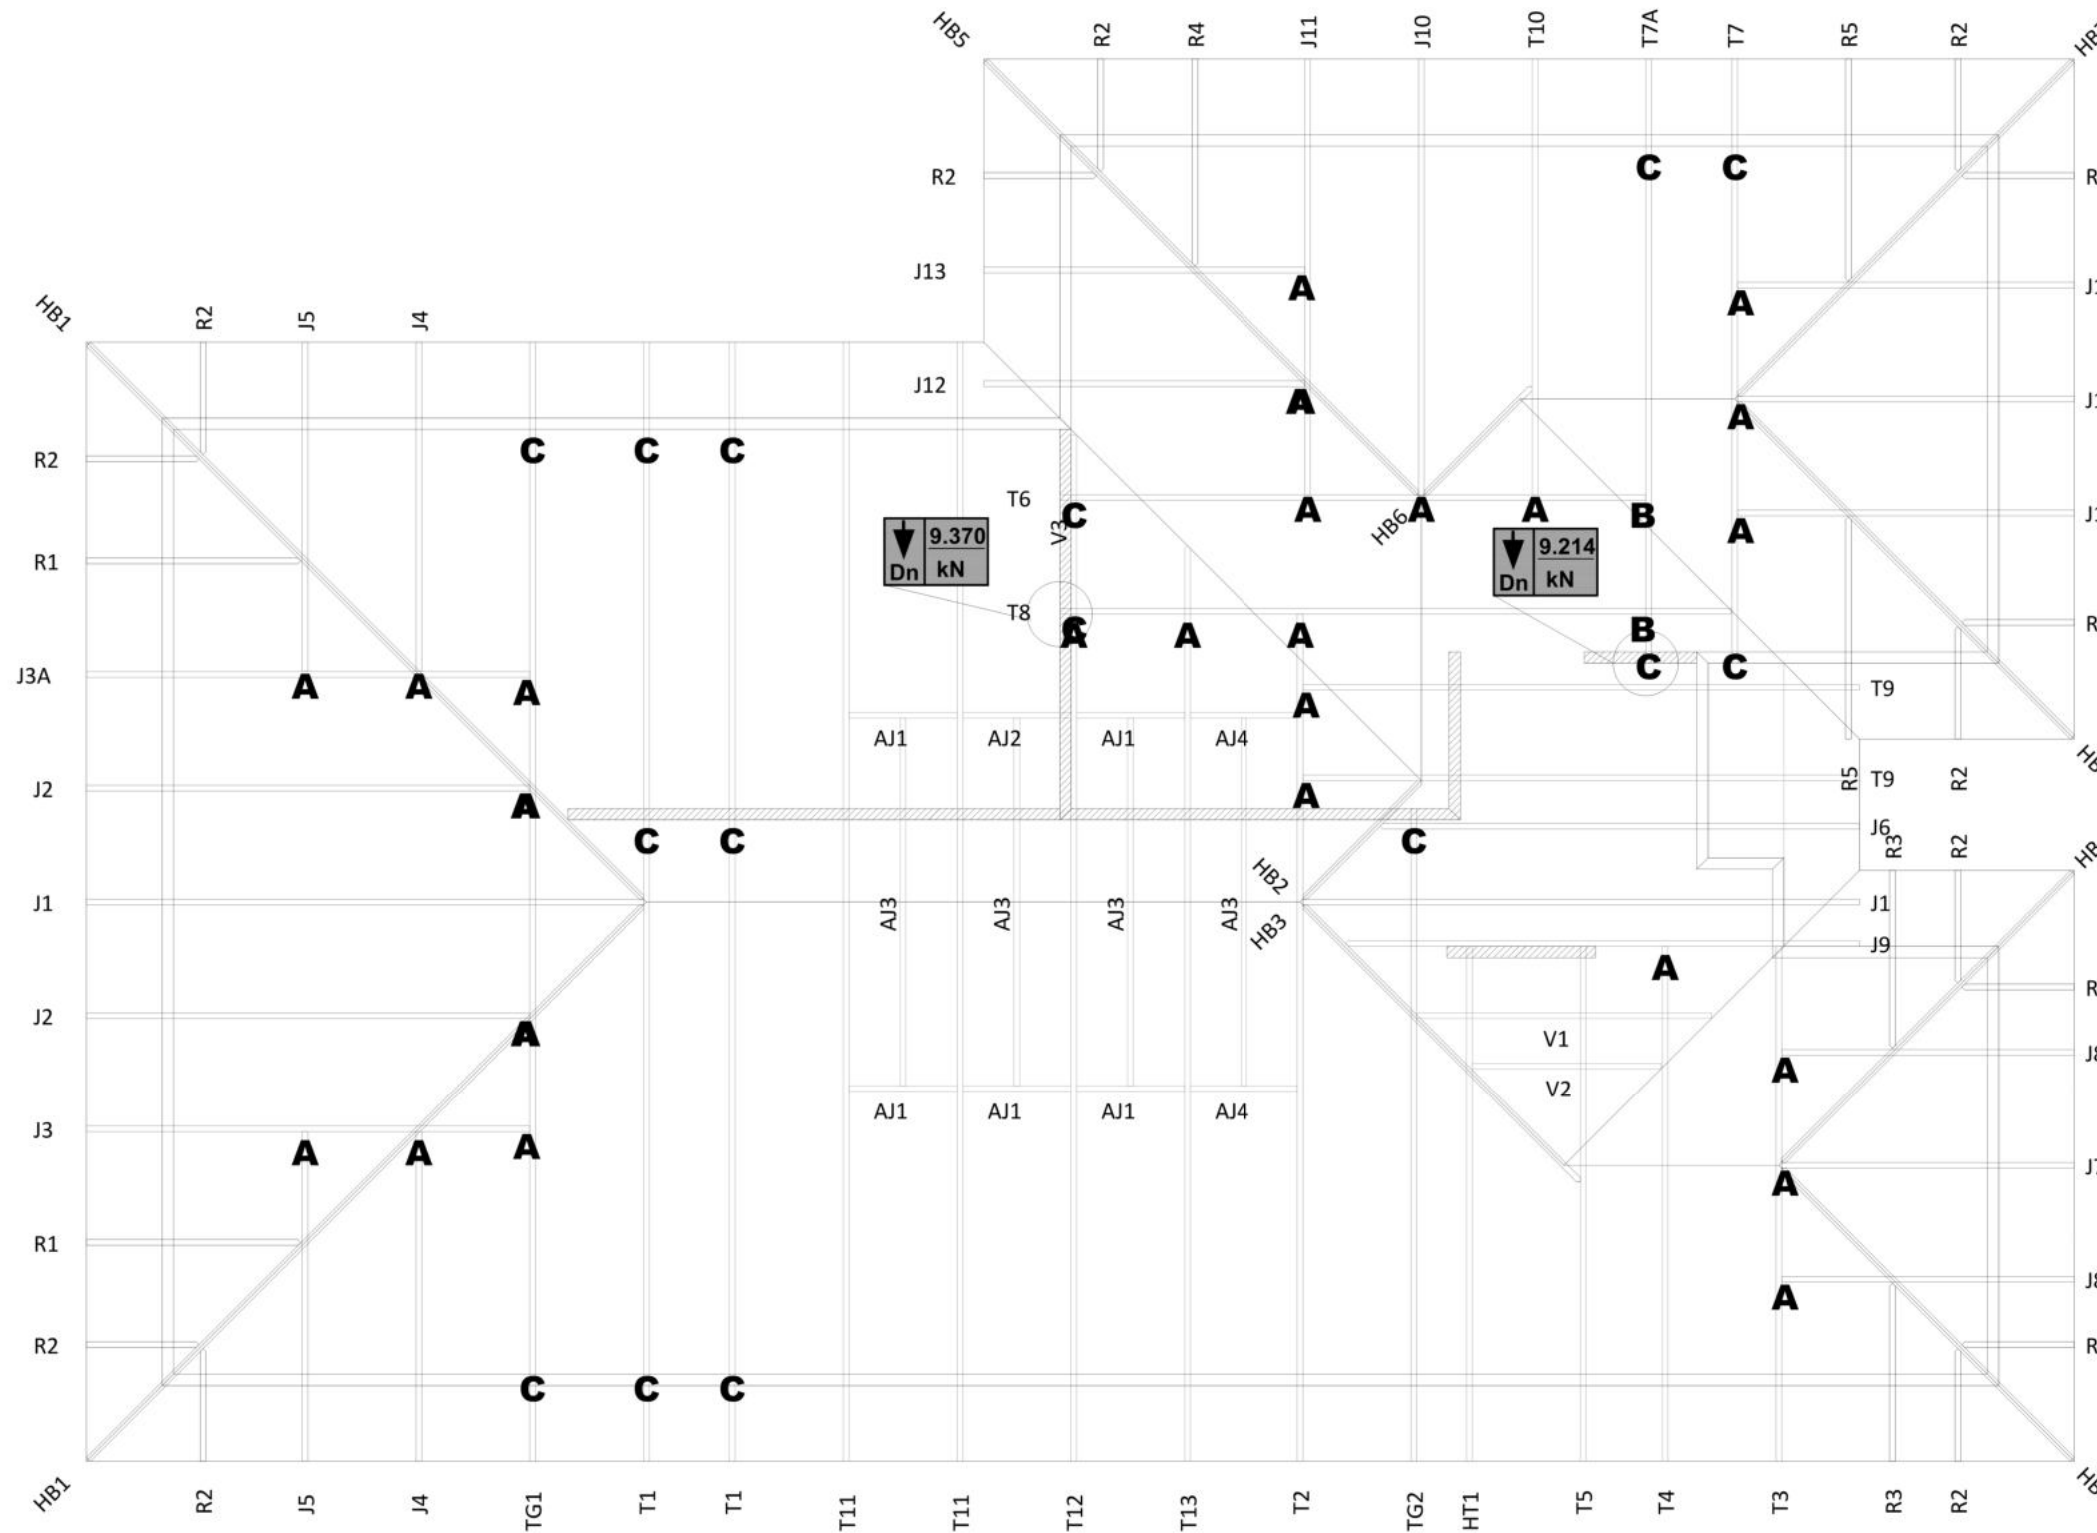 HB5
R2
R4
J11
J10
T10
T7A
T7
R5
R2
C C
R2
J13
A
A
HB1
R2
J5
J4
J12
A
A
R2
C C C
T6
C
V3
A A A B
HB6
A
9.370
Dn kN
9.214
Dn kN
R1
T8
C
A A A
B
C C
J3A
A A A
T9
A
AJ1 AJ2 AJ1 AJ4
J2
A
A
R5
T9
R2
C C
C
J6
R3
R2
HB2
J1
AJ3 AJ3 AJ3 AJ3
HB3
J1
J9
A
J2
A
V1
A
V2
AJ1 AJ1 AJ1 AJ4
J3
A A A
A
R1
A
R2
C C C
HB1
R2
J5
J4
TG1
T1
T1
T11
T11
T12
T13
T2
TG2
HT1
T5
T4
T3
R3
R2